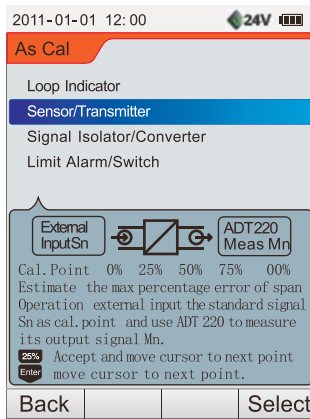 2011-01-01 12:00 24V
As Cal
Loop Indicator
Sensor/Transmitter
Signal Isolator/Converter
Limit Alarm/Switch
External InputSn ADT220 Meas Mn
Cal. Point 0% 25% 50% 75% 00%
Estimate the max percentage error of span
Operation external input the standard signal
Sn as cal. point and use ADT 220 to measure
its output signal Mn.
25% Accept and move cursor to next point
Enter move cursor to next point.
Back Select